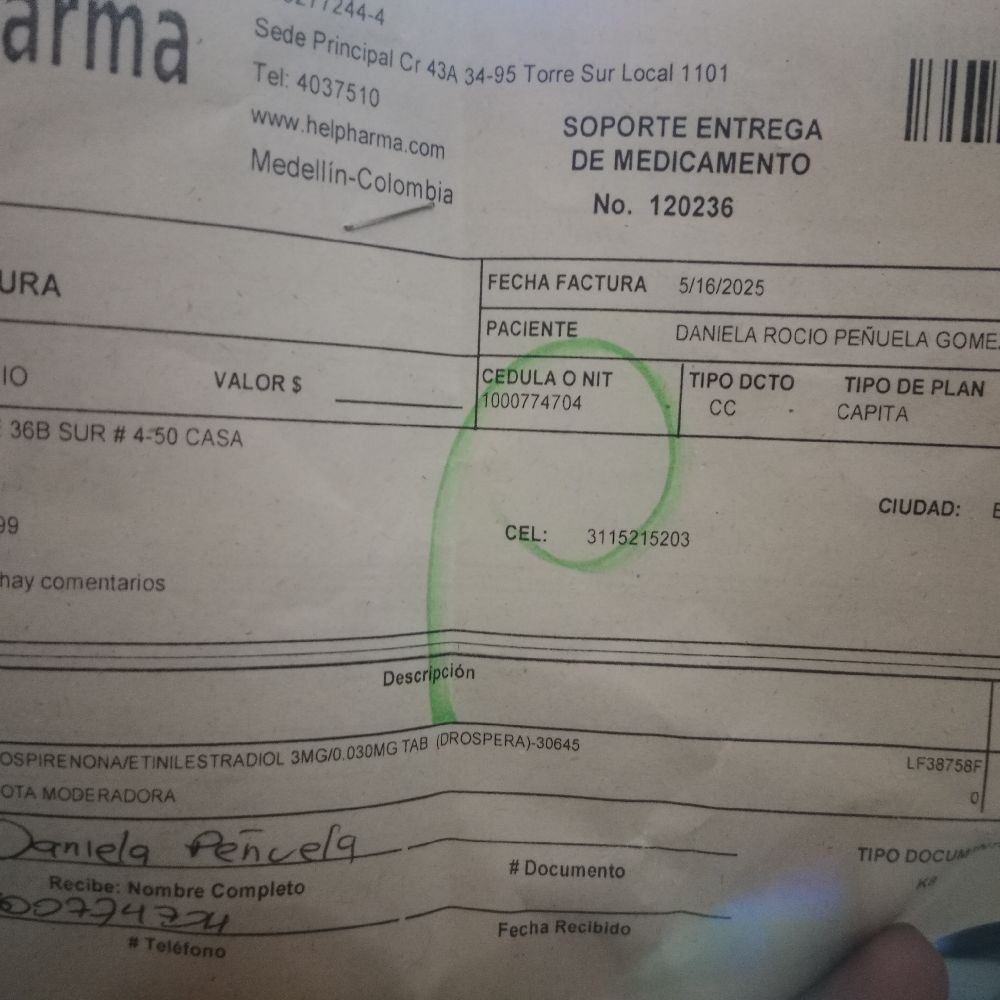 arma
77244-4
Sede Principal Cr 43A 34-95 Torre Sur Local 1101
Tel: 4037510
www.helpharma.com
Medellín-Colombia
SOPORTE ENTREGA
DE MEDICAMENTO
No. 120236
URA
FECHA FACTURA 5/16/2025
PACIENTE DANIELA ROCIO PEÑUELA GOME
IO VALOR $
CEDULA O NIT
1000774704
TIPO DCTO
CC
TIPO DE PLAN
CAPITA
36B SUR # 4-50 CASA
CIUDAD:
99
CEL: 3115215203
hay comentarios
Descripción
OSPIRENONA/ETINILESTRADIOL 3MG/0.030MG TAB (DROSPERA)-30645
LF38758F
OTA MODERADORA
0
Daniela Peñuela
Recibe: Nombre Completo
# Documento
TIPO DOCUM
# Teléfono
Fecha Recibido